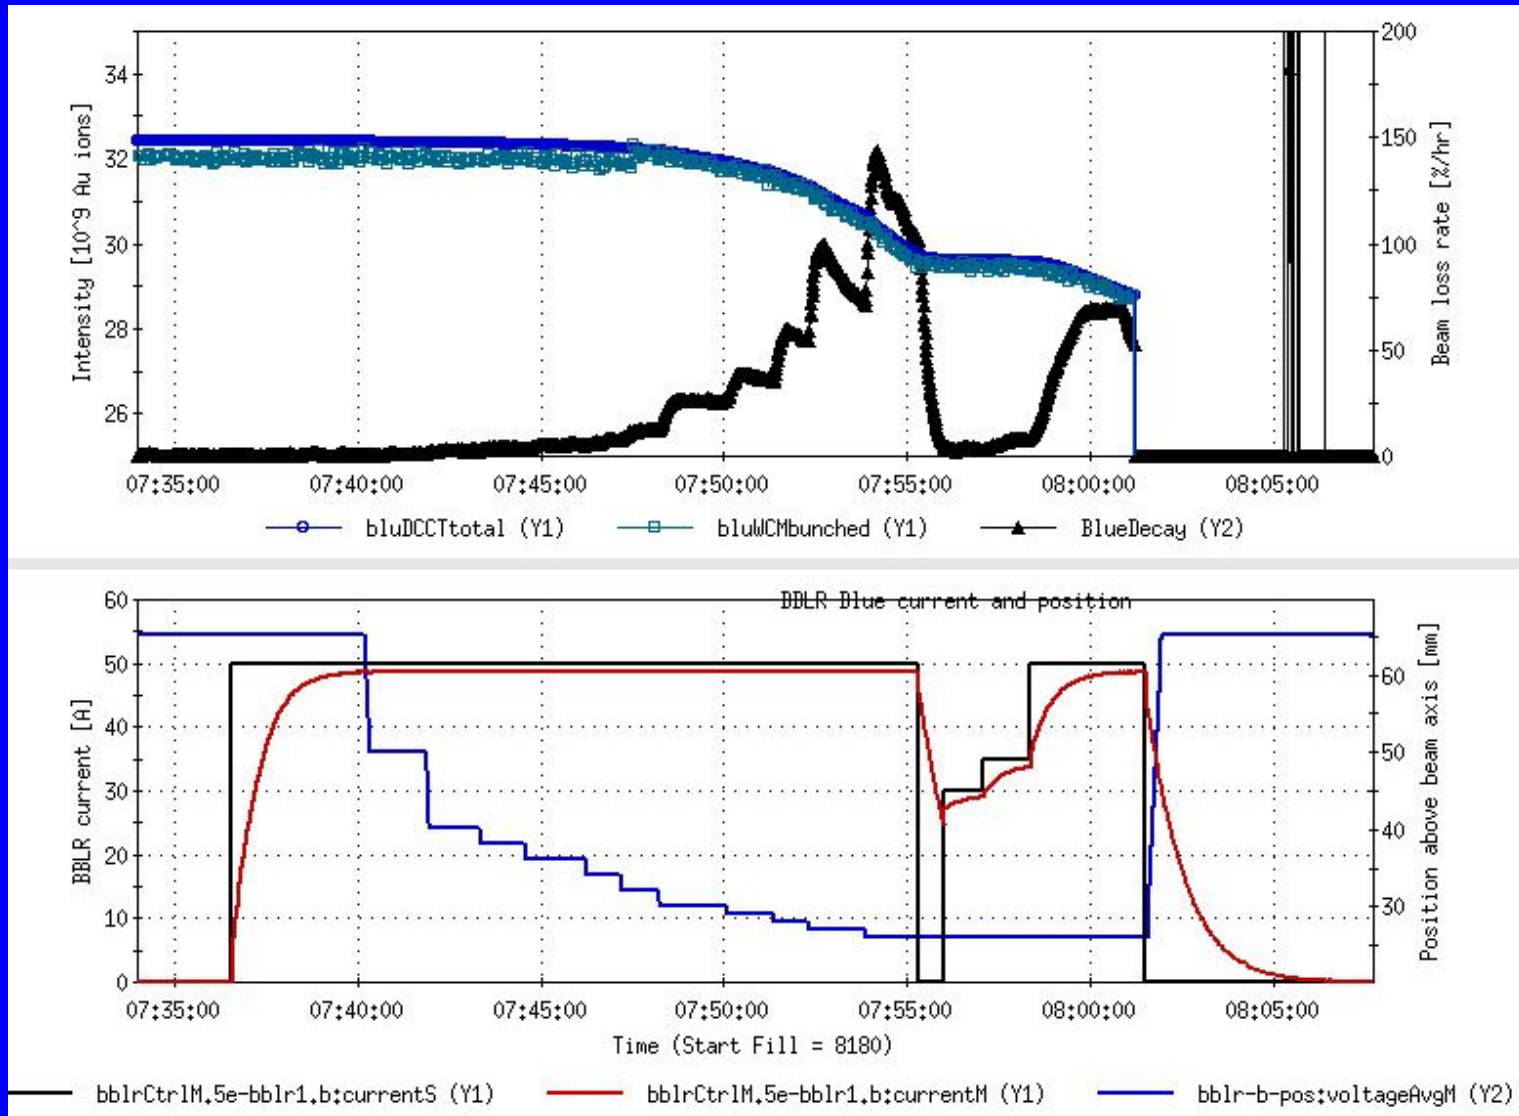 200
34
150
32
30
100
28
50
26
0
Intensity [10^9 Au ions]
Beam loss rate [%/hr]
07:35:00 07:40:00 07:45:00 07:50:00 07:55:00 08:00:00 08:05:00
bluDCCTtotal (Y1) bluWCMbunched (Y1) BlueDecay (Y2)
BBLR Blue current and position
60
50
60
40
50
30
40
20
30
10
0
BBLR current [A]
Position above beam axis [mm]
07:35:00 07:40:00 07:45:00 07:50:00 07:55:00 08:00:00 08:05:00
Time (Start Fill = 8180)
bblrCtrlM.5e-bblr1.b:currentS (Y1) bblrCtrlM.5e-bblr1.b:currentM (Y1) bblr-b-pos:voltageAvgM (Y2)